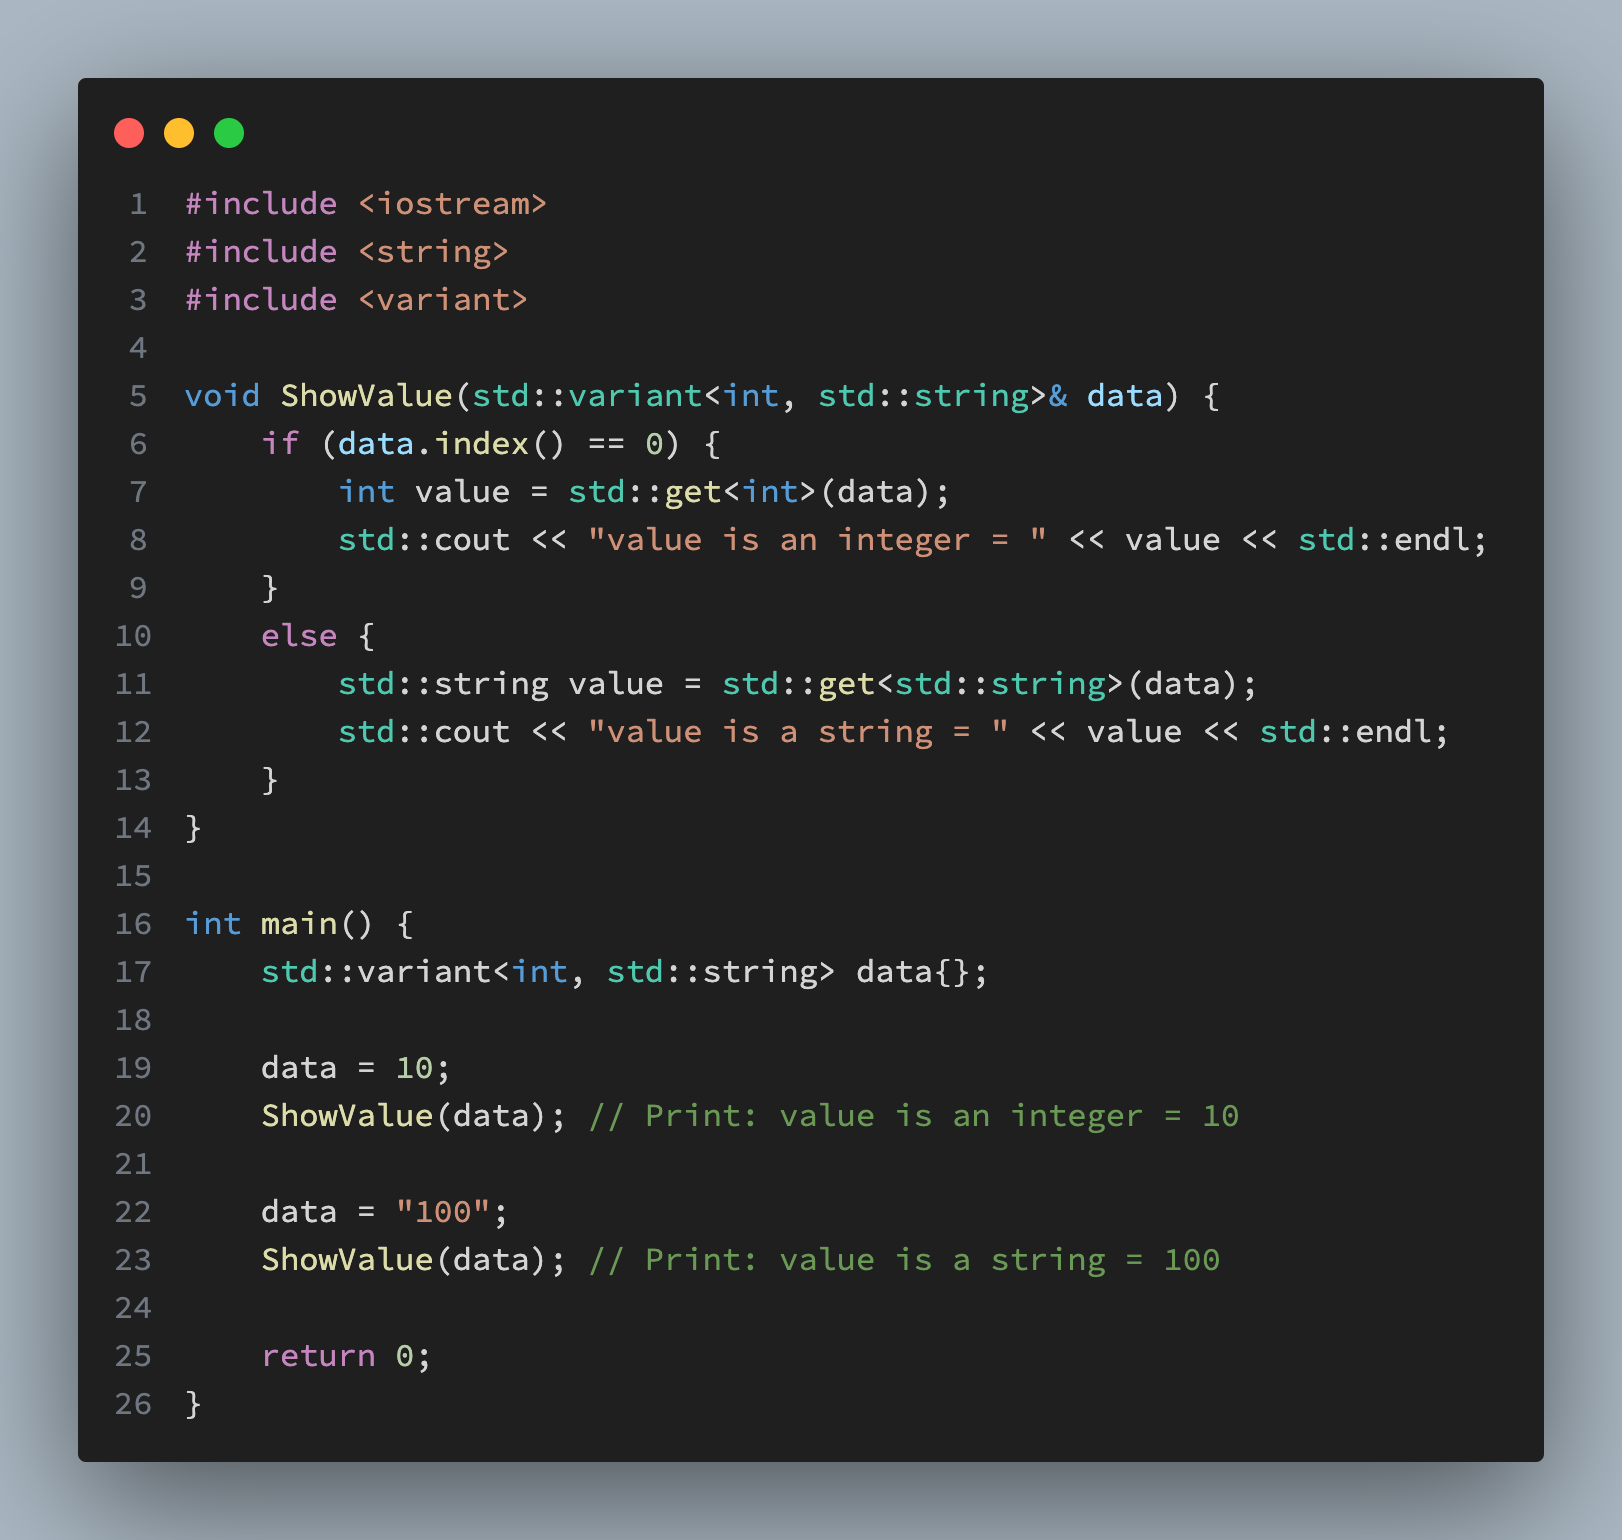 1 #include <iostream>
2 #include <string>
3 #include <variant>
4
5 void ShowValue(std::variant<int, std::string>& data) {
6     if (data.index() == 0) {
7         int value = std::get<int>(data);
8         std::cout << "value is an integer = " << value << std::endl;
9     }
10     else {
11         std::string value = std::get<std::string>(data);
12         std::cout << "value is a string = " << value << std::endl;
13     }
14 }
15
16 int main() {
17     std::variant<int, std::string> data{};
18
19     data = 10;
20     ShowValue(data); // Print: value is an integer = 10
21
22     data = "100";
23     ShowValue(data); // Print: value is a string = 100
24
25     return 0;
26 }